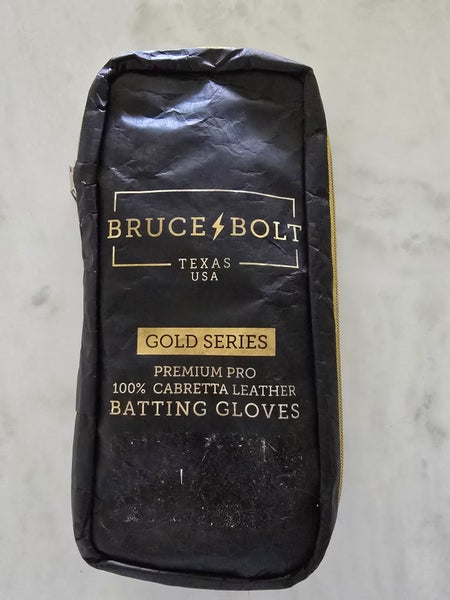 BRUCE⚡BOLT
TEXAS
USA
GOLD SERIES
PREMIUM PRO
100% CABRETTA LEATHER
BATTING GLOVES